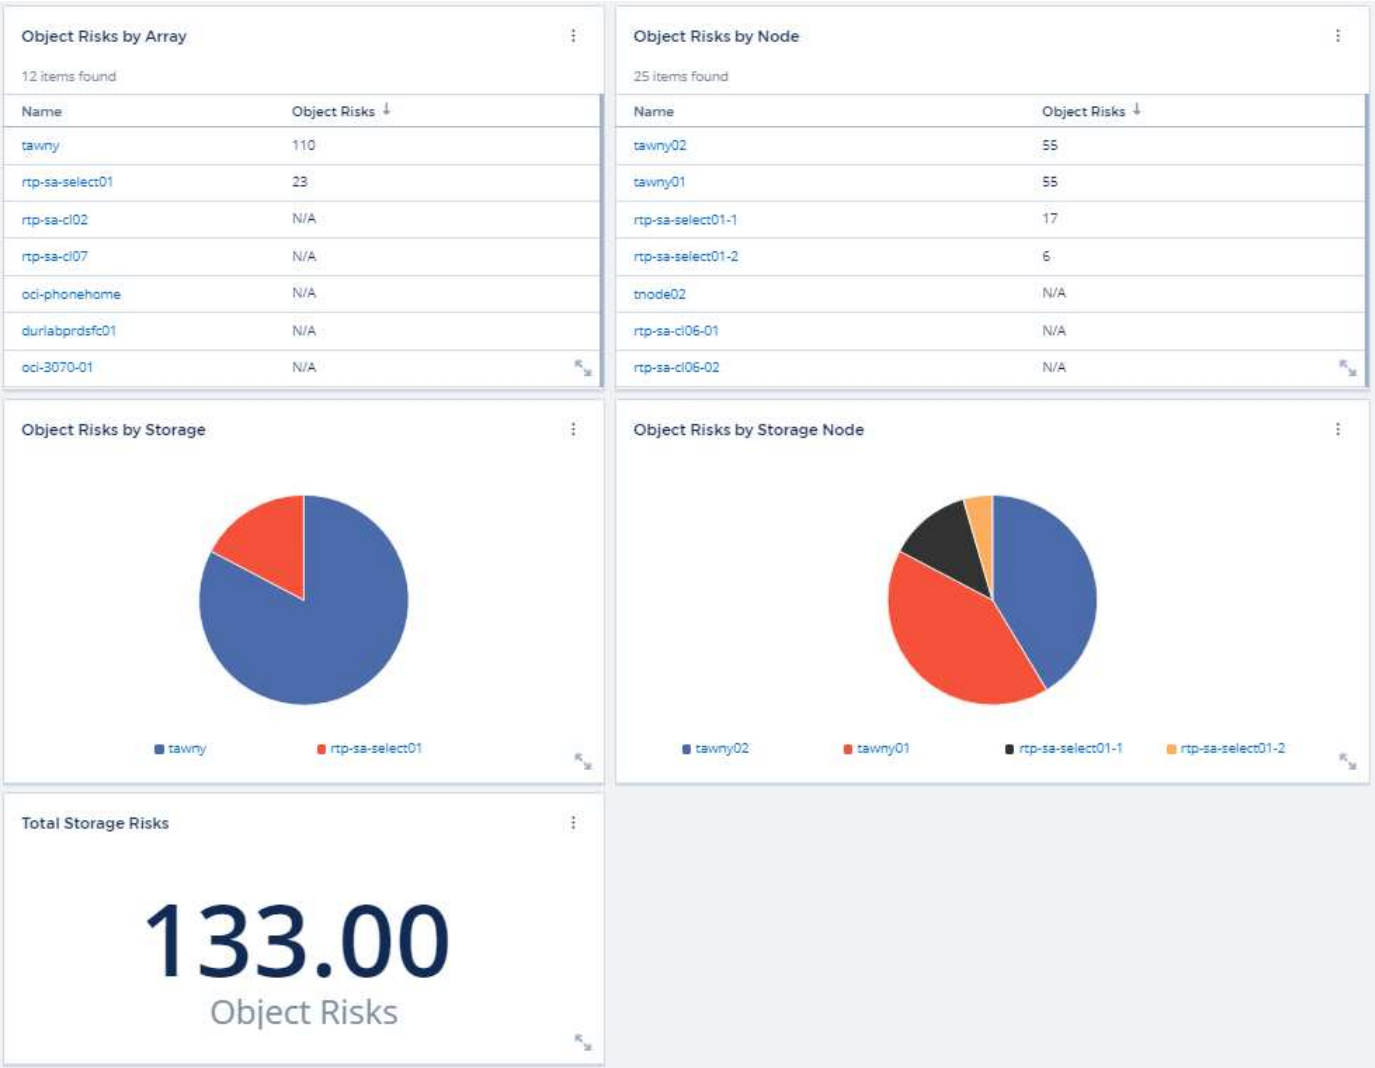 Object Risks by Array
12 items found
Name Object Risks ↓
tawny 110
rtp-sa-select01 23
rtp-sa-cl02 N/A
rtp-sa-cl07 N/A
oci-phonehome N/A
durlabprdsfc01 N/A
oci-3070-01 N/A
Object Risks by Node
25 items found
Name Object Risks ↓
tawny02 55
tawny01 55
rtp-sa-select01-1 17
rtp-sa-select01-2 6
tnode02 N/A
rtp-sa-cl06-01 N/A
rtp-sa-cl06-02 N/A
Object Risks by Storage
tawny rtp-sa-select01
Object Risks by Storage Node
tawny02 tawny01 rtp-sa-select01-1 rtp-sa-select01-2
Total Storage Risks
133.00
Object Risks